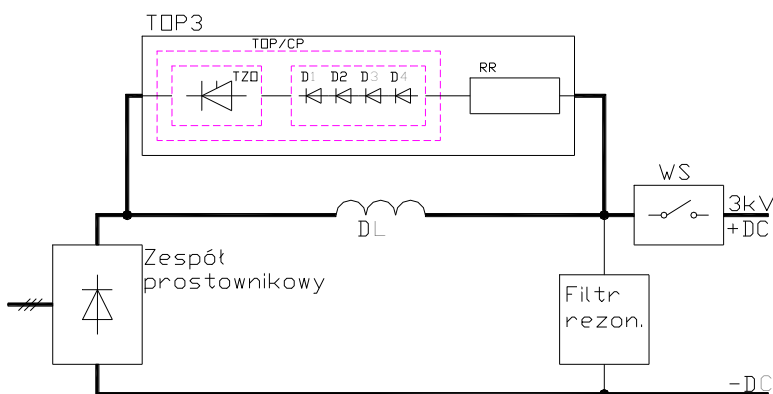 TOP3
TOP/CP
TZO
D1 D2 D3 D4
RR
WS
3kV
+DC
DL
Zespół
prostownikowy
Filtr
rezon.
-DC